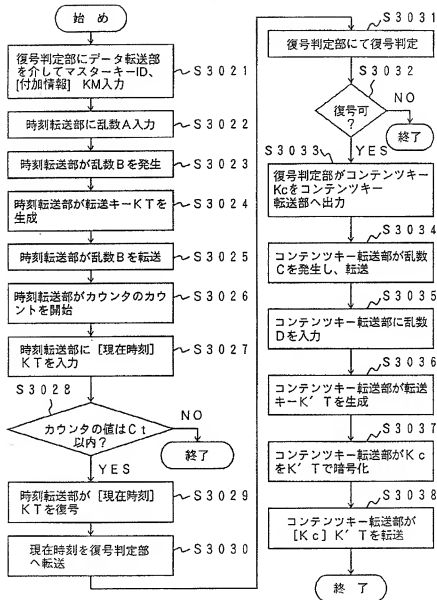 始 め
復号判定部にデータ転送部
を介してマスターキーID、
[付加情報] KM入力
S3021
時刻転送部に乱数A入力
S3022
時刻転送部が乱数Bを発生
S3023
時刻転送部が転送キーKTを
生成
S3024
時刻転送部が乱数Bを転送
S3025
時刻転送部がカウンタのカウ
ントを開始
S3026
時刻転送部に [現在時刻]
KTを入力
S3027
S3028
カウンタの値はCt
以内?
NO
終了
YES
時刻転送部が [現在時刻]
KTを復号
S3029
現在時刻を復号判定部
へ転送
S3030
S3031
復号判定部にて復号判定
S3032
復号可
?
NO
終了
YES
S3033
復号判定部がコンテンツキー
Kcをコンテンツキー
転送部へ出力
S3034
コンテンツキー転送部が乱数
Cを発生し、転送
S3035
コンテンツキー転送部に乱数
Dを入力
S3036
コンテンツキー転送部が転送
キーK'Tを生成
S3037
コンテンツキー転送部がKc
をK'Tで暗号化
S3038
コンテンツキー転送部が
[Kc] K'Tを転送
終 了